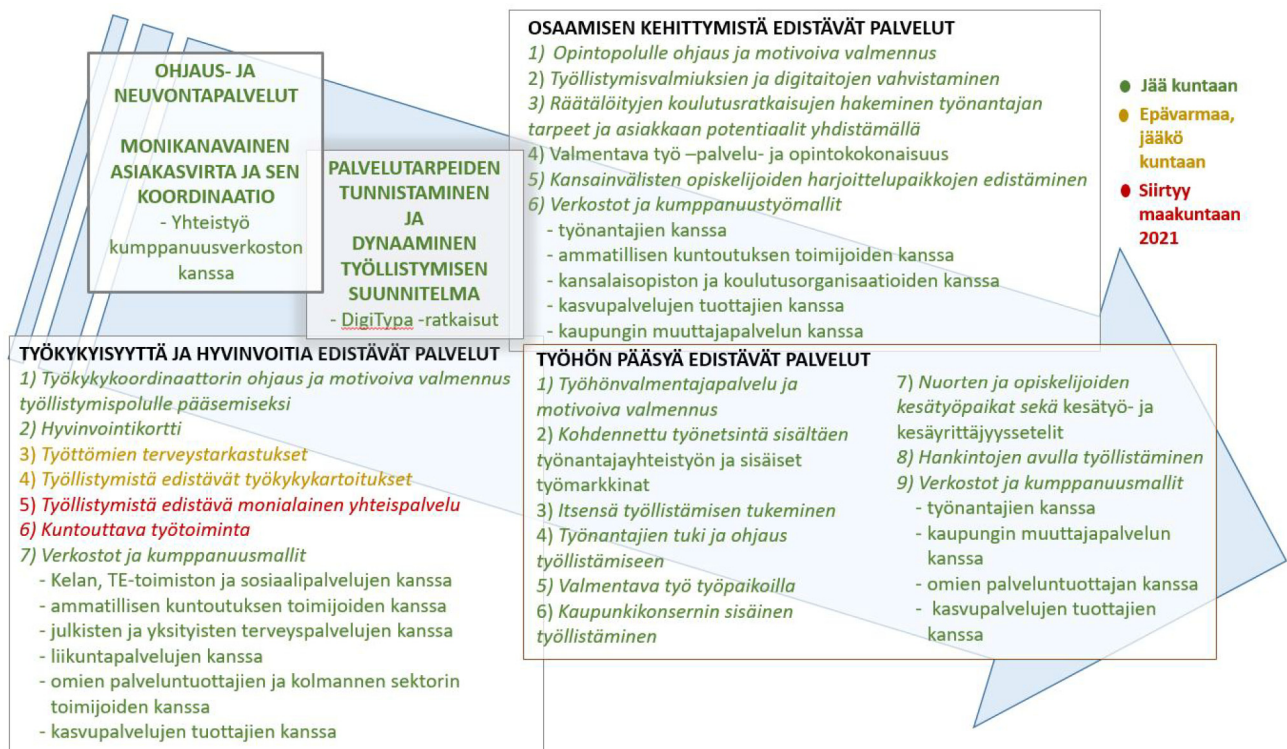 OHJAUS- JA
NEUVONTAPALVELUT
MONIKANAVAINEN
ASIAKASVIRTA JA SEN
KOORDINAATIO
- Yhteistyö
kumppanuusverkoston
kanssa
PALVELUTARPEIDEN
TUNNISTAMINEN
JA
DYNAAMINEN
TYÖLLISTYMISEN
SUUNNITELMA
- DigiTypa -ratkaisut
OSAAMISEN KEHITTYMISTÄ EDISTÄVÄT PALVELUT
1) Opintopolulle ohjaus ja motivoiva valmennus
2) Työllistymisvalmiuksien ja digitaitojen vahvistaminen
3) Räätälöityjen koulutusratkaisujen hakeminen työnantajan
tarpeet ja asiakkaan potentiaalit yhdistämällä
4) Valmentava työ –palvelu- ja opintokokonaisuus
5) Kansainvälisten opiskelijoiden harjoittelupaikkojen edistäminen
6) Verkostot ja kumppanuustyömallit
- työnantajien kanssa
- ammatillisen kuntoutuksen toimijoiden kanssa
- kansalaisopiston ja koulutusorganisaatioiden kanssa
- kasvupalvelujen tuottajien kanssa
- kaupungin muuttajapalvelun kanssa
Jää kuntaan
Epävarmaa,
jääkö
kuntaan
Siirtyy
maakuntaan
2021
TYÖKYKYISYYTTÄ JA HYVINVOITIA EDISTÄVÄT PALVELUT
1) Työkykykoordinaattorin ohjaus ja motivoiva valmennus
työllistymispolulle pääsemiseksi
2) Hyvinvointikortti
3) Työttömien terveystarkastukset
4) Työllistymistä edistävät työkykykartoitukset
5) Työllistymistä edistävä monialainen yhteispalvelu
6) Kuntouttava työtoiminta
7) Verkostot ja kumppanuusmallit
- Kelan, TE-toimiston ja sosiaalipalvelujen kanssa
- ammatillisen kuntoutuksen toimijoiden kanssa
- julkisten ja yksityisten terveyspalvelujen kanssa
- liikuntapalvelujen kanssa
- omien palveluntuottajien ja kolmannen sektorin
toimijoiden kanssa
- kasvupalvelujen tuottajien kanssa
TYÖHÖN PÄÄSYÄ EDISTÄVÄT PALVELUT
1) Työhönvalmentajapalvelu ja
motivoiva valmennus
2) Kohdennettu työnetsintä sisältäen
työnantajayhteistyön ja sisäiset
työmarkkinat
3) Itsensä työllistämisen tukeminen
4) Työnantajien tuki ja ohjaus
työllistämiseen
5) Valmentava työ työpaikoilla
6) Kaupunkikonsernin sisäinen
työllistäminen
7) Nuorten ja opiskelijoiden
kesätyöpaikat sekä kesätyö- ja
kesäyrittäjyyssetelit
8) Hankintojen avulla työllistäminen
9) Verkostot ja kumppanuusmallit
- työnantajien kanssa
- kaupungin muuttajapalvelun
kanssa
- omien palveluntuottajan kanssa
- kasvupalvelujen tuottajien
kanssa